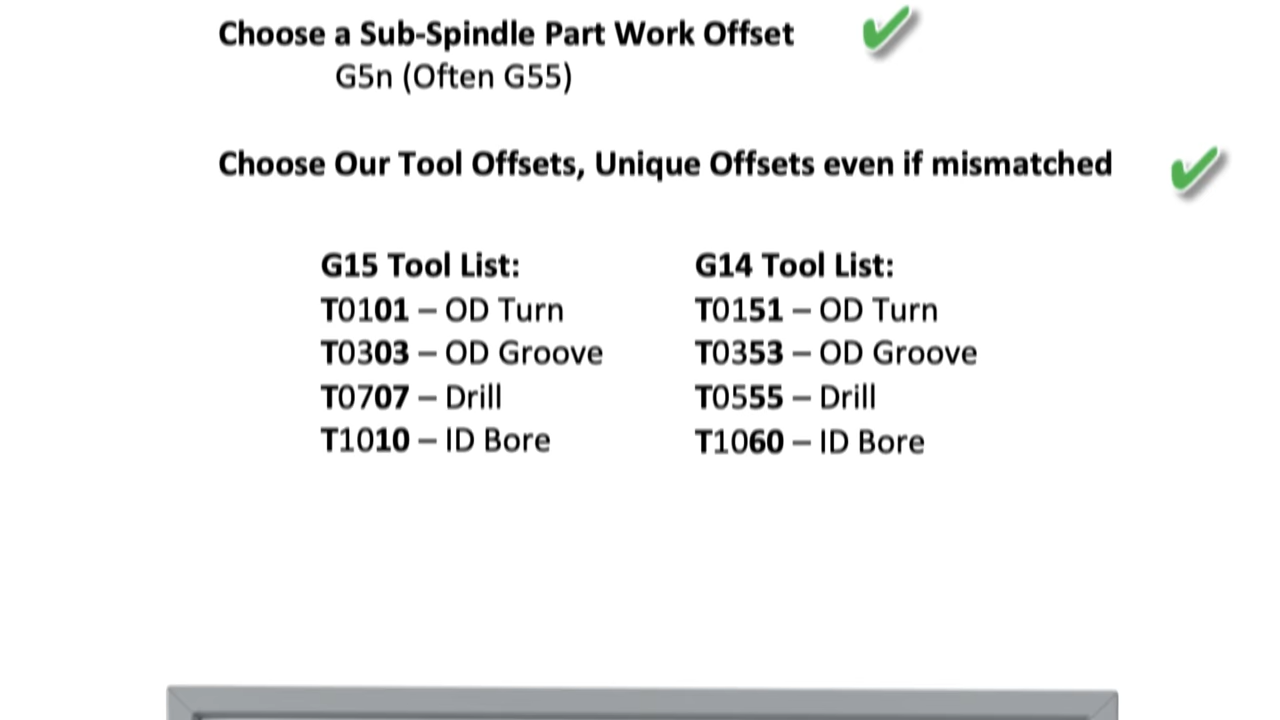 Choose a Sub-Spindle Part Work Offset
G5n (Often G55)
Choose Our Tool Offsets, Unique Offsets even if mismatched
G15 Tool List:
T0101 – OD Turn
T0303 – OD Groove
T0707 – Drill
T1010 – ID Bore
G14 Tool List:
T0151 – OD Turn
T0353 – OD Groove
T0555 – Drill
T1060 – ID Bore